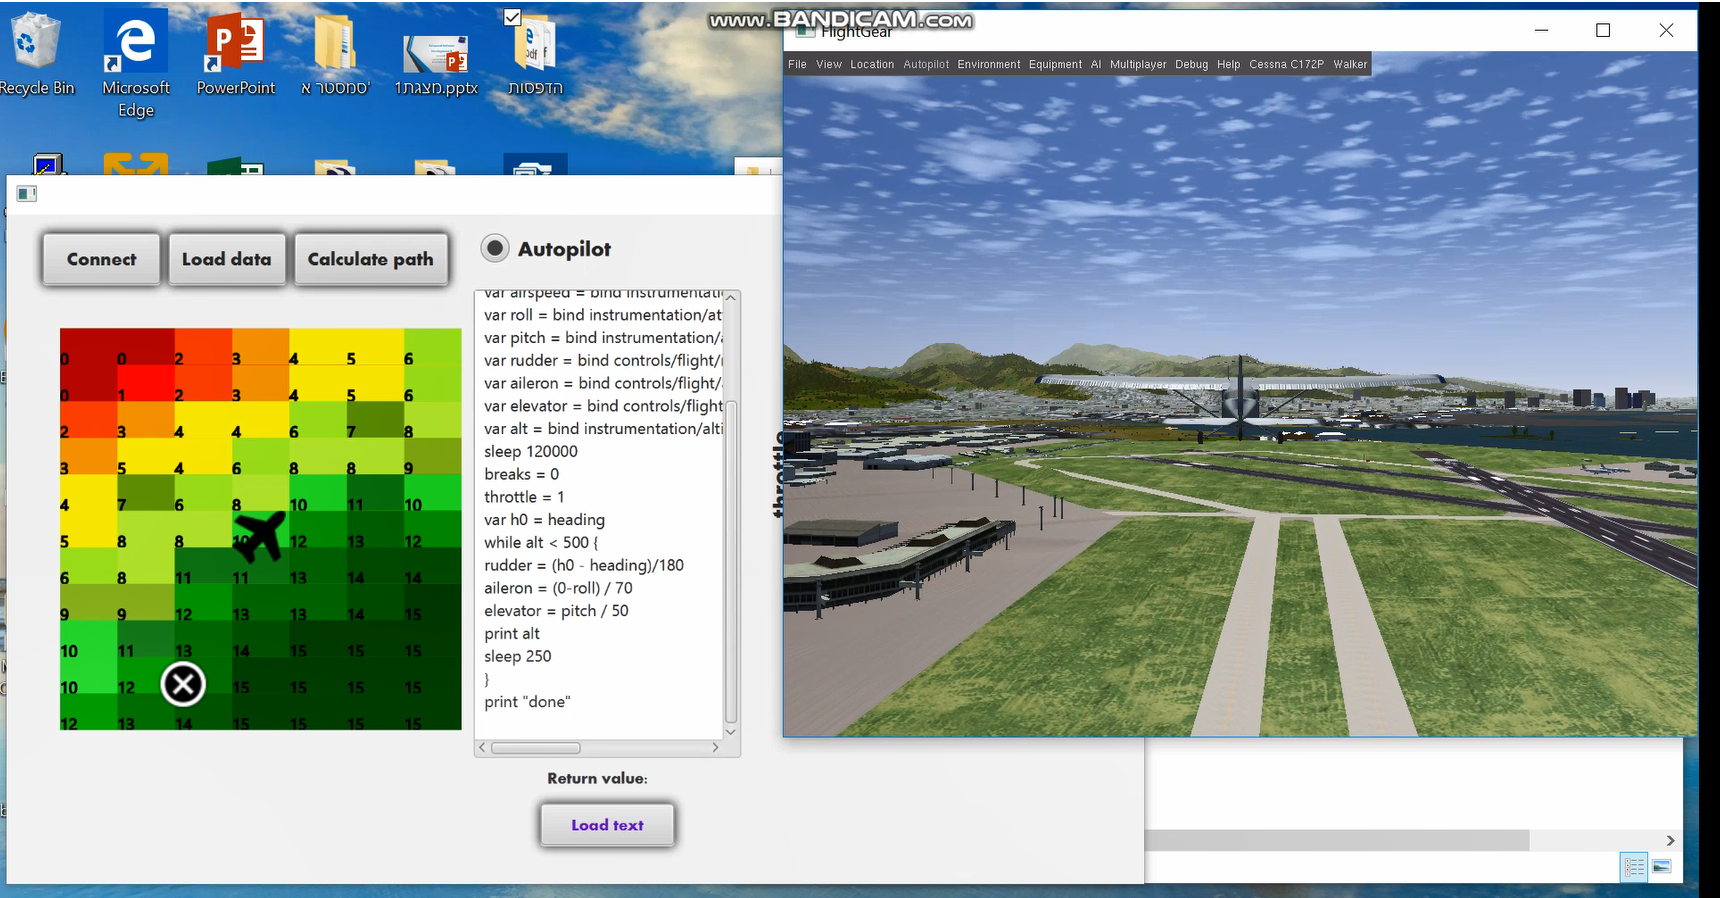 www.BANDICAM.com
Recycle Bin
Microsoft
Edge
PowerPoint
סמסטר א'
מצגת1.pptx
הדפסות
FlightGear
File View Location Autopilot Environment Equipment AI Multiplayer Debug Help Cessna C172P Walker
Connect
Load data
Calculate path
Autopilot
0 0 2 3 4 5 6
0 1 2 3 4 5 6
2 3 4 4 6 7 8
3 5 4 6 8 8 9
4 7 6 8 10 11 10
5 8 8 10 12 13 12
6 8 11 11 13 14 14
9 9 12 13 14 14 15
10 11 13 14 15 15 15
10 12 15 15 15 15
12 13 14 15 15 15 15
var airspeed = bind instrumentati
var roll = bind instrumentation/at
var pitch = bind instrumentation/a
var rudder = bind controls/flight/r
var aileron = bind controls/flight/a
var elevator = bind controls/flight
var alt = bind instrumentation/alti
sleep 120000
breaks = 0
throttle = 1
var h0 = heading
while alt < 500 {
rudder = (h0 - heading)/180
aileron = (0-roll) / 70
elevator = pitch / 50
print alt
sleep 250
}
print "done"
throttle
Return value:
Load text